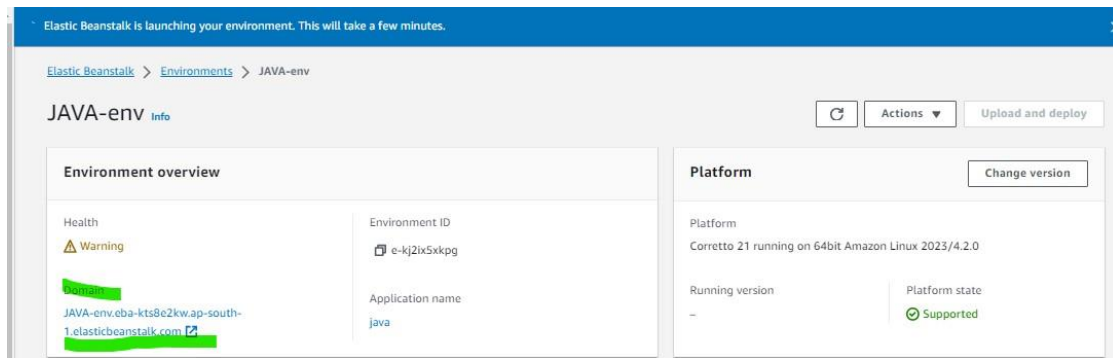 Elastic Beanstalk is launching your environment. This will take a few minutes.
Elastic Beanstalk > Environments > JAVA-env
JAVA-env Info
Actions ▼
Upload and deploy
Environment overview
Health
Warning
Environment ID
e-kj2ix5xkpg
Domain
JAVA-env.eba-kts8e2kw.ap-south-
1.elasticbeanstalk.com
Application name
java
Platform
Change version
Platform
Corretto 21 running on 64bit Amazon Linux 2023/4.2.0
Running version
–
Platform state
Supported